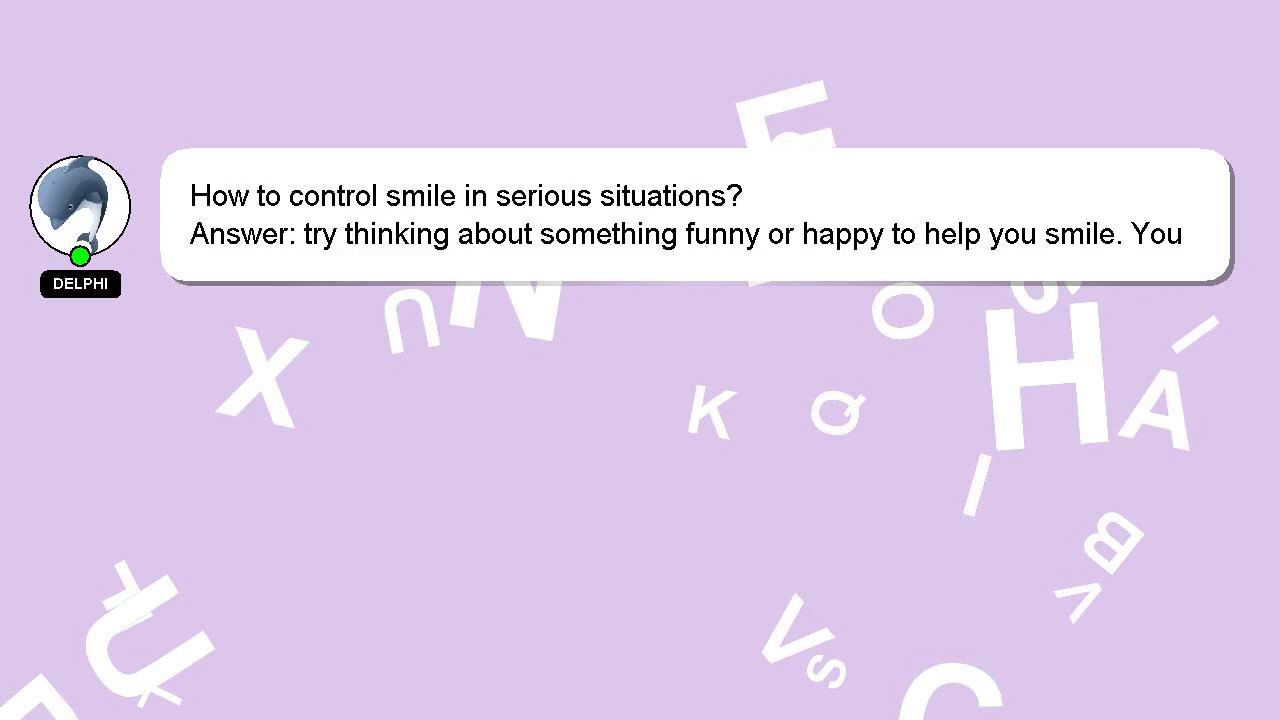 How to control smile in serious situations?
Answer: try thinking about something funny or happy to help you smile. You
DELPHI
U
N
O
S
I
X
H
K
Q
A
I
B
V
U
V
S
C